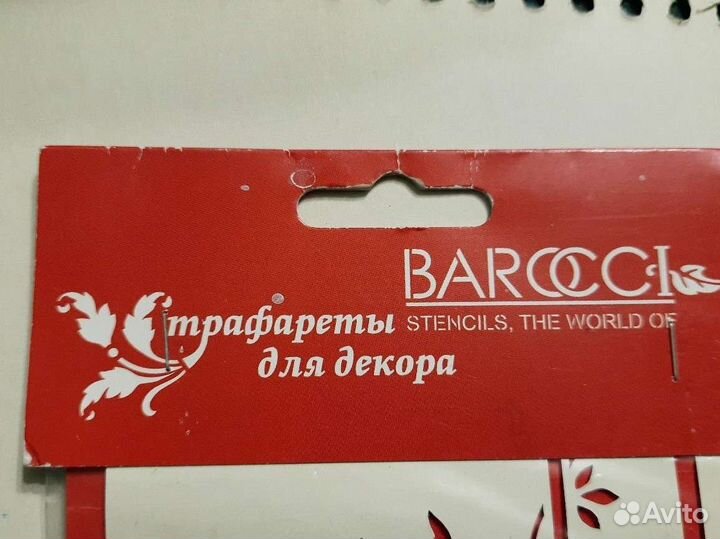 BAROCCI
трафареты
STENCILS, THE WORLD OF
для декора
Avito